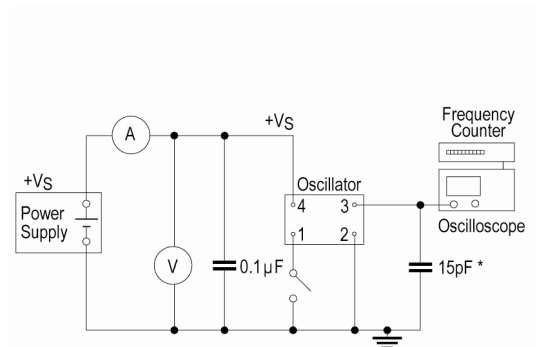 Frequency
Counter
A
+VS
+VS
Oscillator
Power
Supply
4
3
1
2
Oscilloscope
V
0.1µF
15pF *